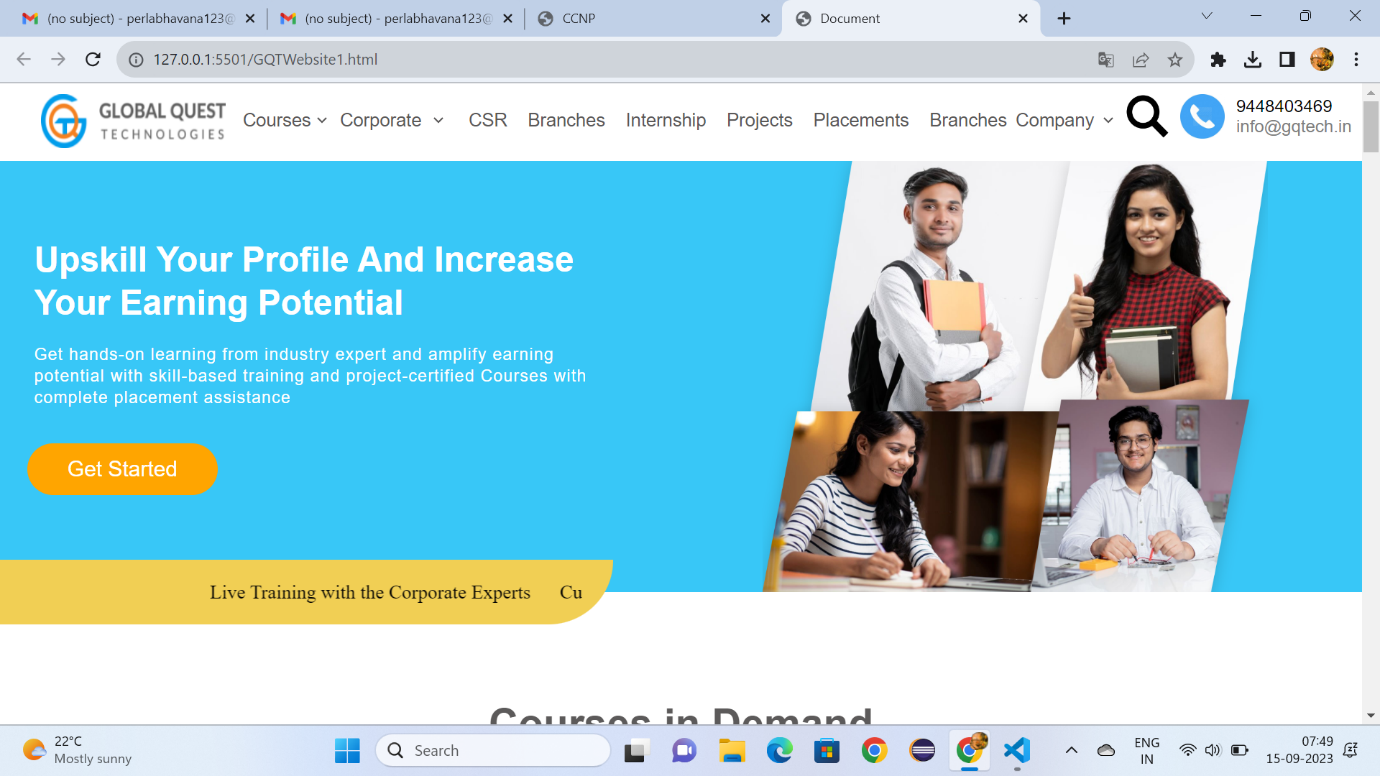 (no subject) - perlabhavana123@
(no subject) - perlabhavana123@
CCNP
Document
127.0.0.1:5501/GQTWebsite1.html
GLOBAL QUEST
TECHNOLOGIES
Courses
Corporate
CSR
Branches
Internship
Projects
Placements
Branches
Company
9448403469
info@gqtech.in
Upskill Your Profile And Increase
Your Earning Potential
Get hands-on learning from industry expert and amplify earning
potential with skill-based training and project-certified Courses with
complete placement assistance
Get Started
Live Training with the Corporate Experts Cu
Courses in Demand
22°C
Mostly sunny
Search
ENG
IN
07:49
15-09-2023